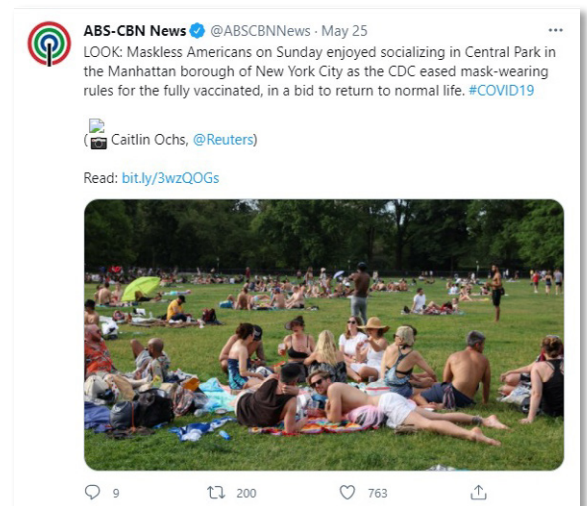 ABS-CBN News @ABSCBNNews · May 25 ...
LOOK: Maskless Americans on Sunday enjoyed socializing in Central Park in
the Manhattan borough of New York City as the CDC eased mask-wearing
rules for the fully vaccinated, in a bid to return to normal life. #COVID19
( Caitlin Ochs, @Reuters)
Read: bit.ly/3wzQOGs
9 200 763